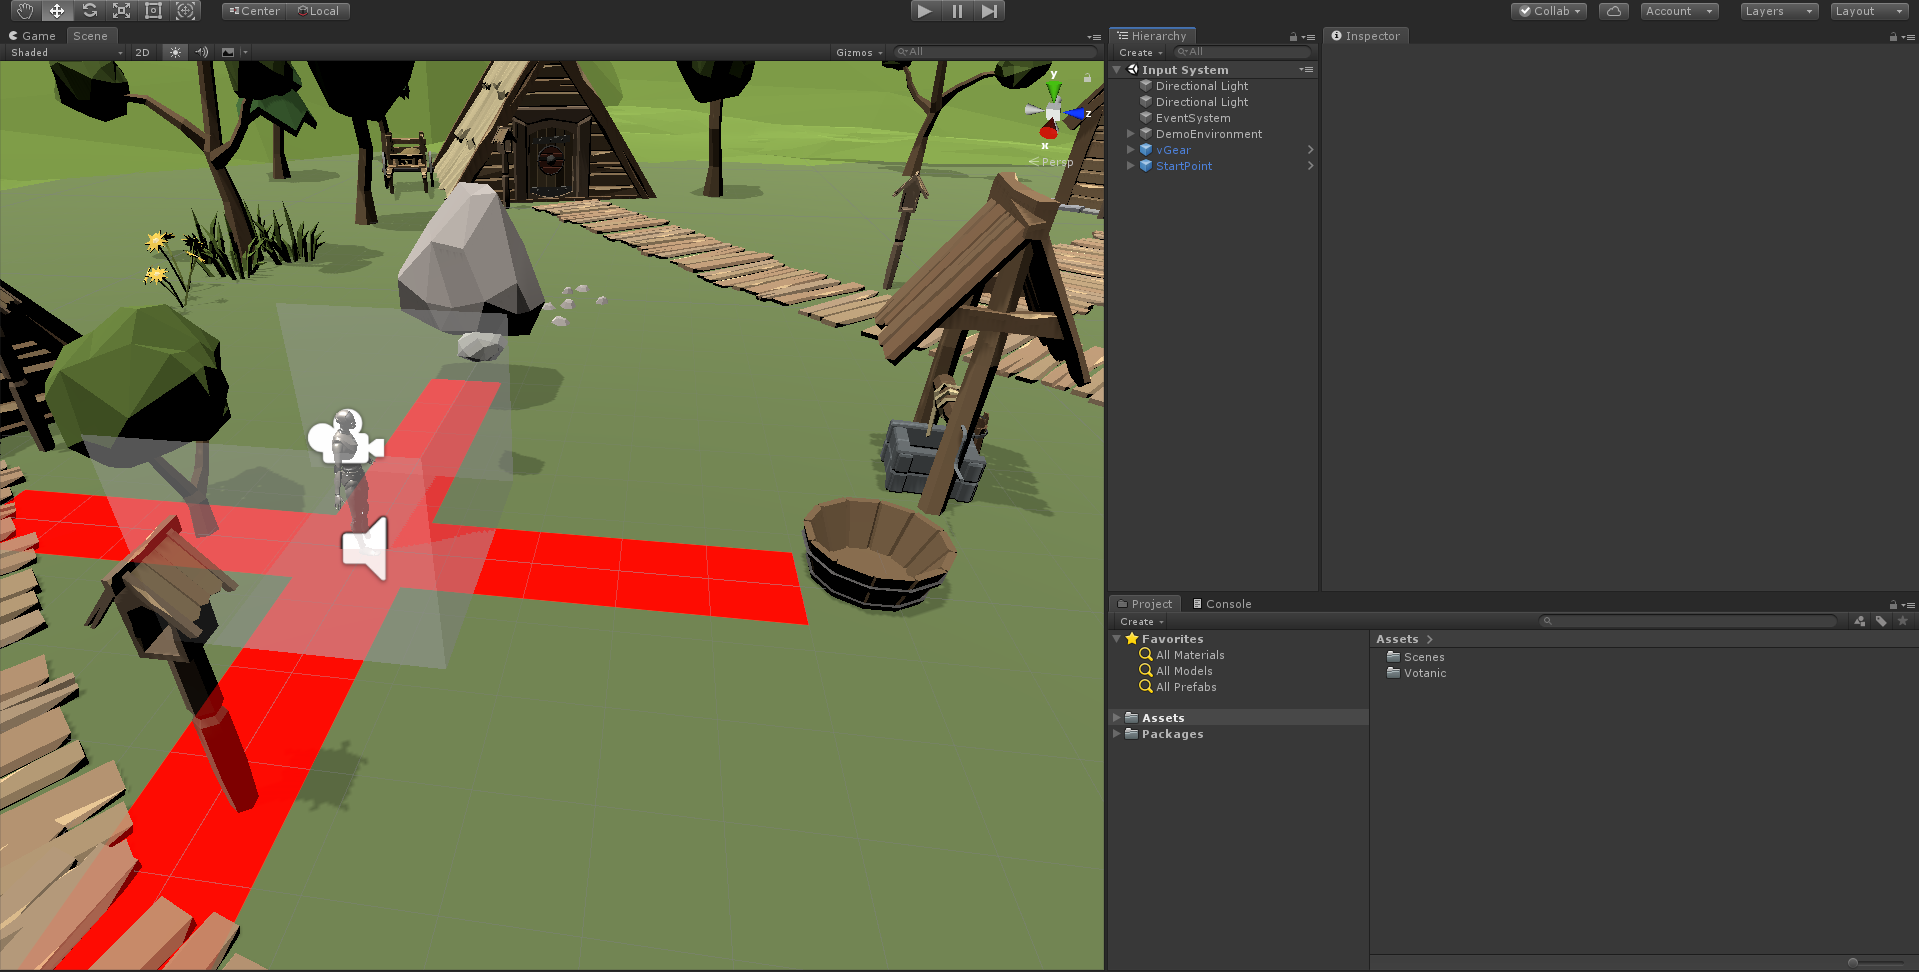 Center Local Collab Account Layers Layout
Game Scene
Shaded 2D Gizmos All
y
z
x
Persp
Hierarchy
Create All
Input System
Directional Light
Directional Light
EventSystem
DemoEnvironment
vGear
StartPoint
Inspector
Project Console
Create
Favorites
All Materials
All Models
All Prefabs
Assets
Packages
Assets
Scenes
Votanic